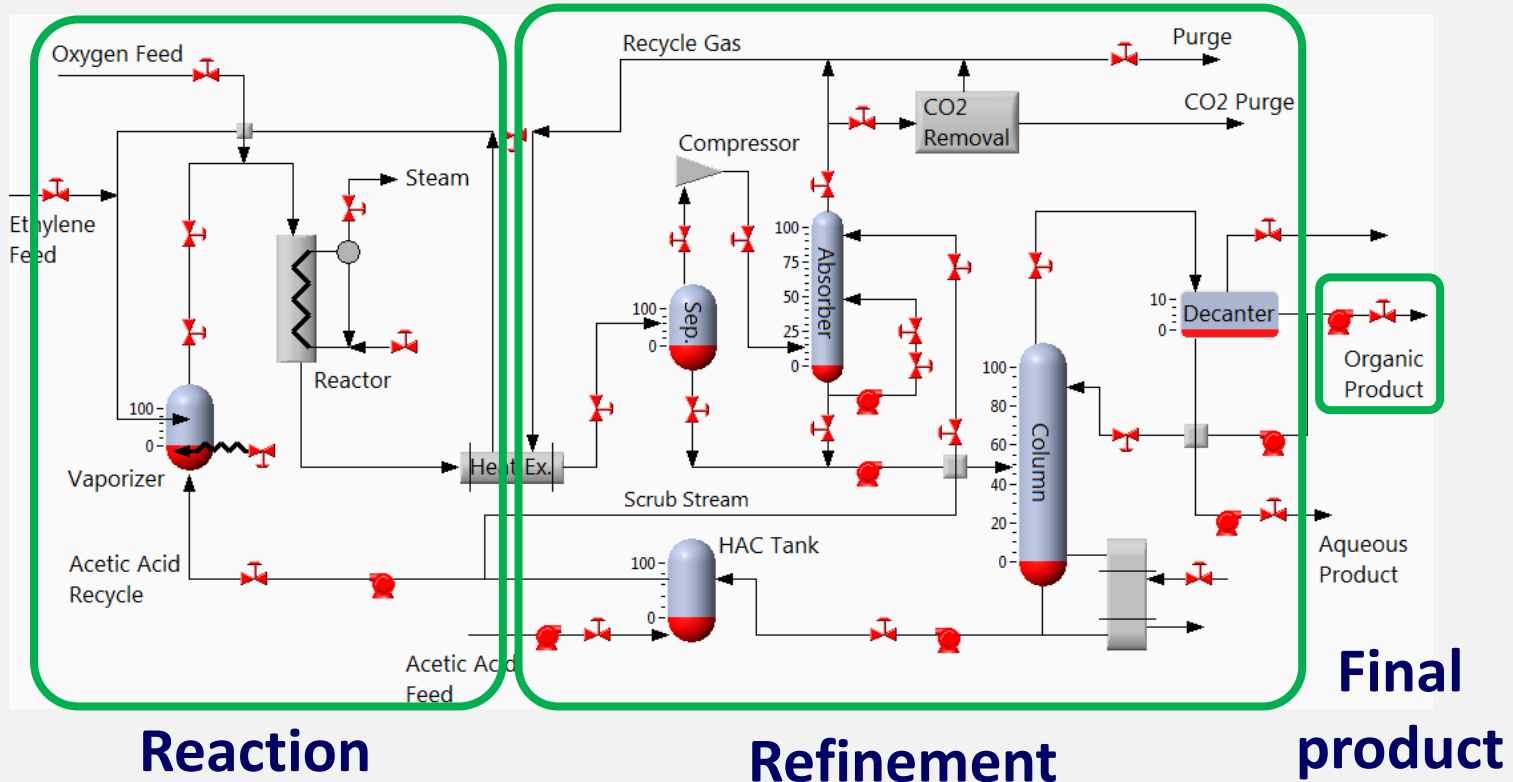 Oxygen Feed
Recycle Gas
Purge
CO2 Purge
CO2
Removal
Compressor
Steam
Ethylene
Feed
100
75
50
25
0
Absorber
100
0
Sep.
10
0
Decanter
Organic
Product
Reactor
100
0
Vaporizer
100
80
60
40
20
0
Column
Heat Ex.
Scrub Stream
HAC Tank
100
0
Acetic Acid
Recycle
Aqueous
Product
Acetic Acid
Feed
Reaction
Refinement
Final
product